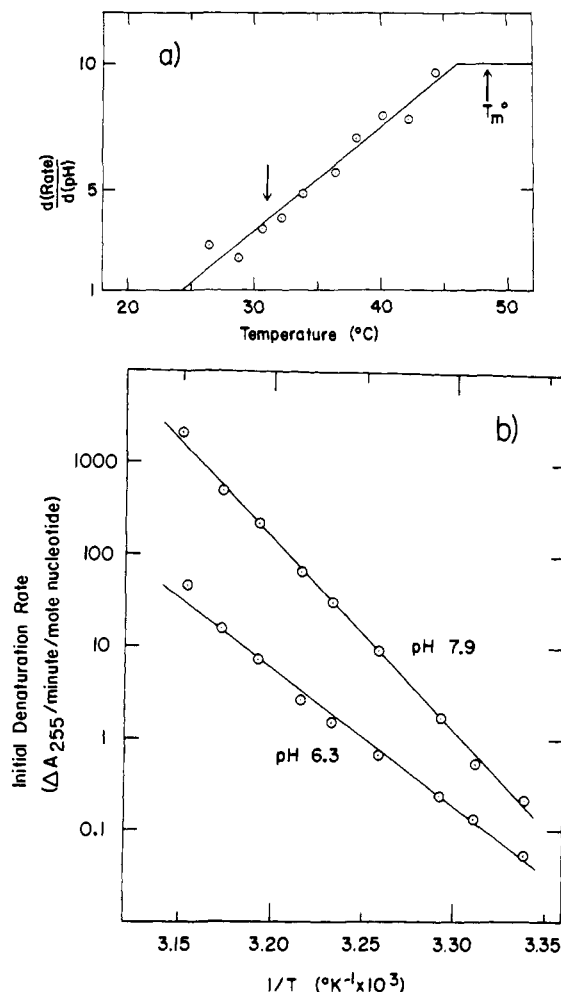 a)
10
5
1
d(Rate)
d(pH)
Tm°
20 30 40 50
Temperature (°C)
b)
1000
100
10
1
0.1
Initial Denaturation Rate
(ΔA255/minute/mole nucleotide)
pH 7.9
pH 6.3
3.15 3.20 3.25 3.30 3.35
1/T (°K-1x103)